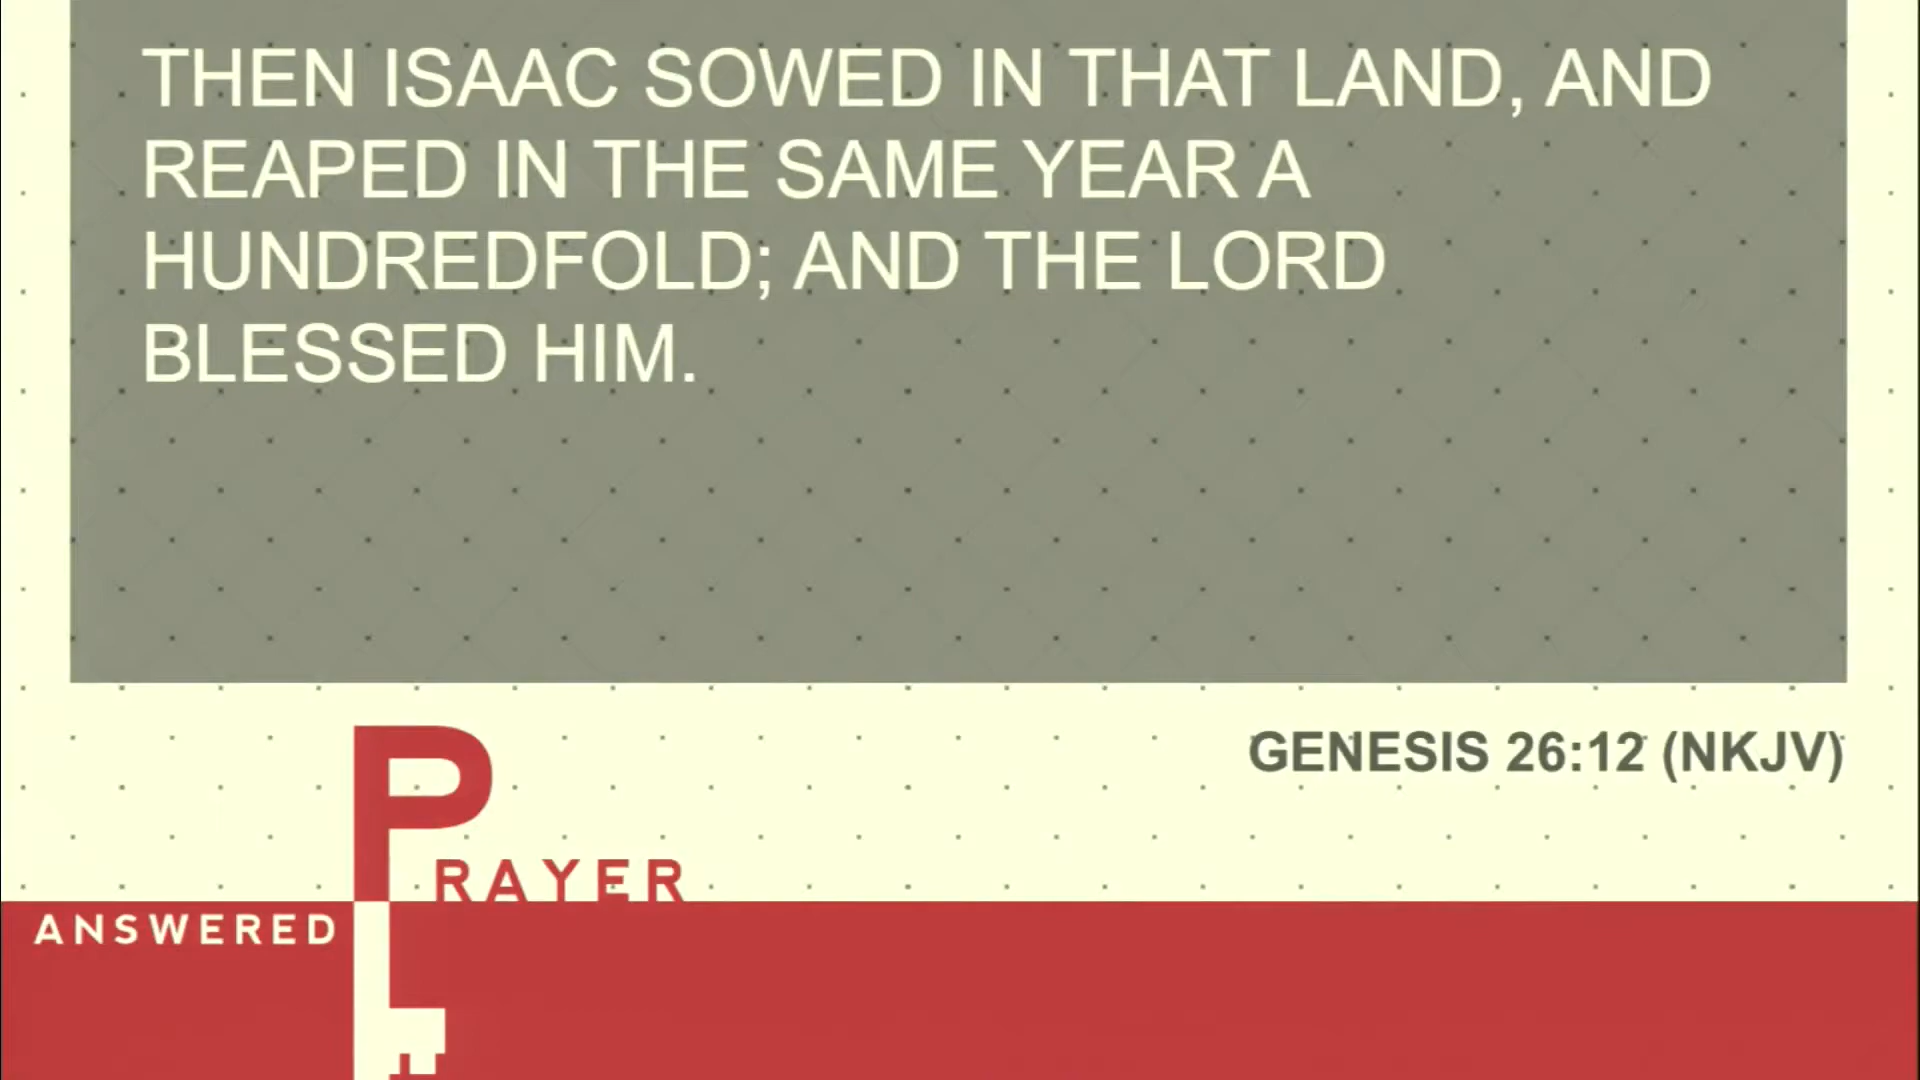 THEN ISAAC SOWED IN THAT LAND, AND
REAPED IN THE SAME YEAR A
HUNDREDFOLD; AND THE LORD
BLESSED HIM.
GENESIS 26:12 (NKJV)
ANSWERED
PRAYER